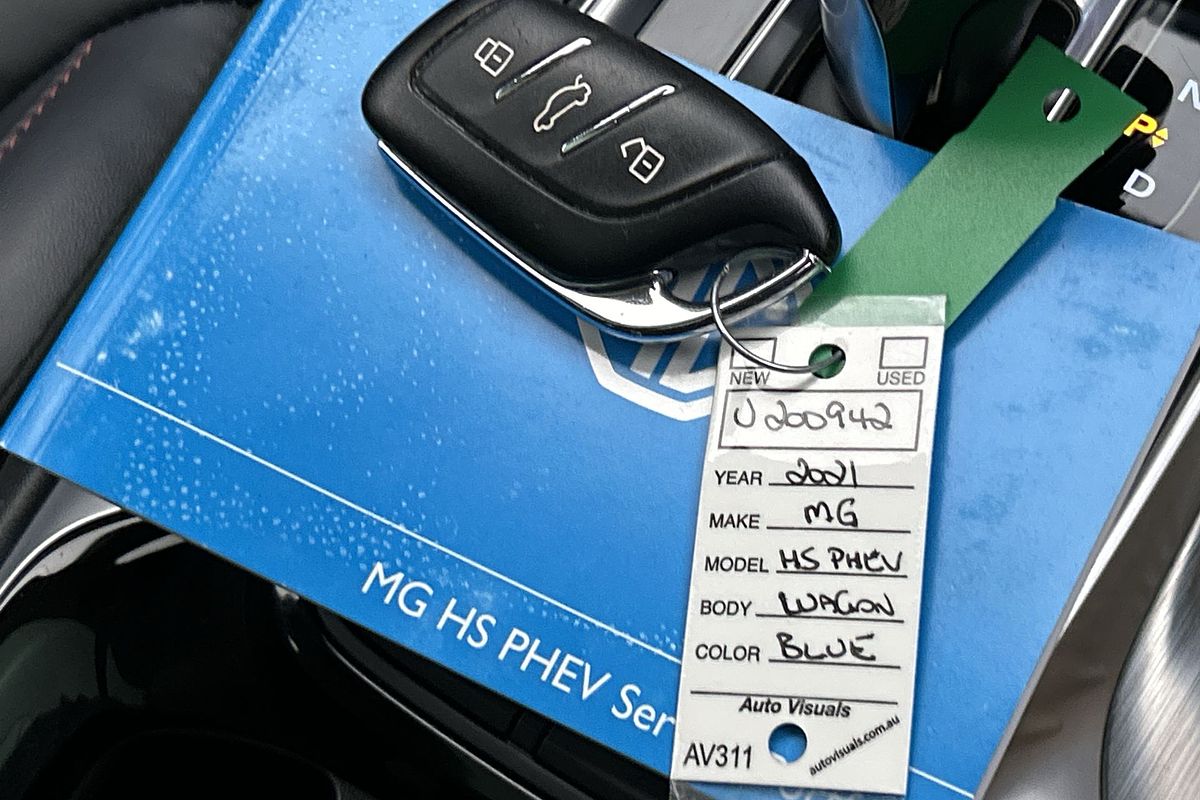 N
P
D
NEW USED
U200942
YEAR 2021
MAKE MG
MODEL HS PHEV
BODY WAGON
COLOR BLUE
Auto Visuals
AV311 autovisuals.com.au
MG HS PHEV Ser